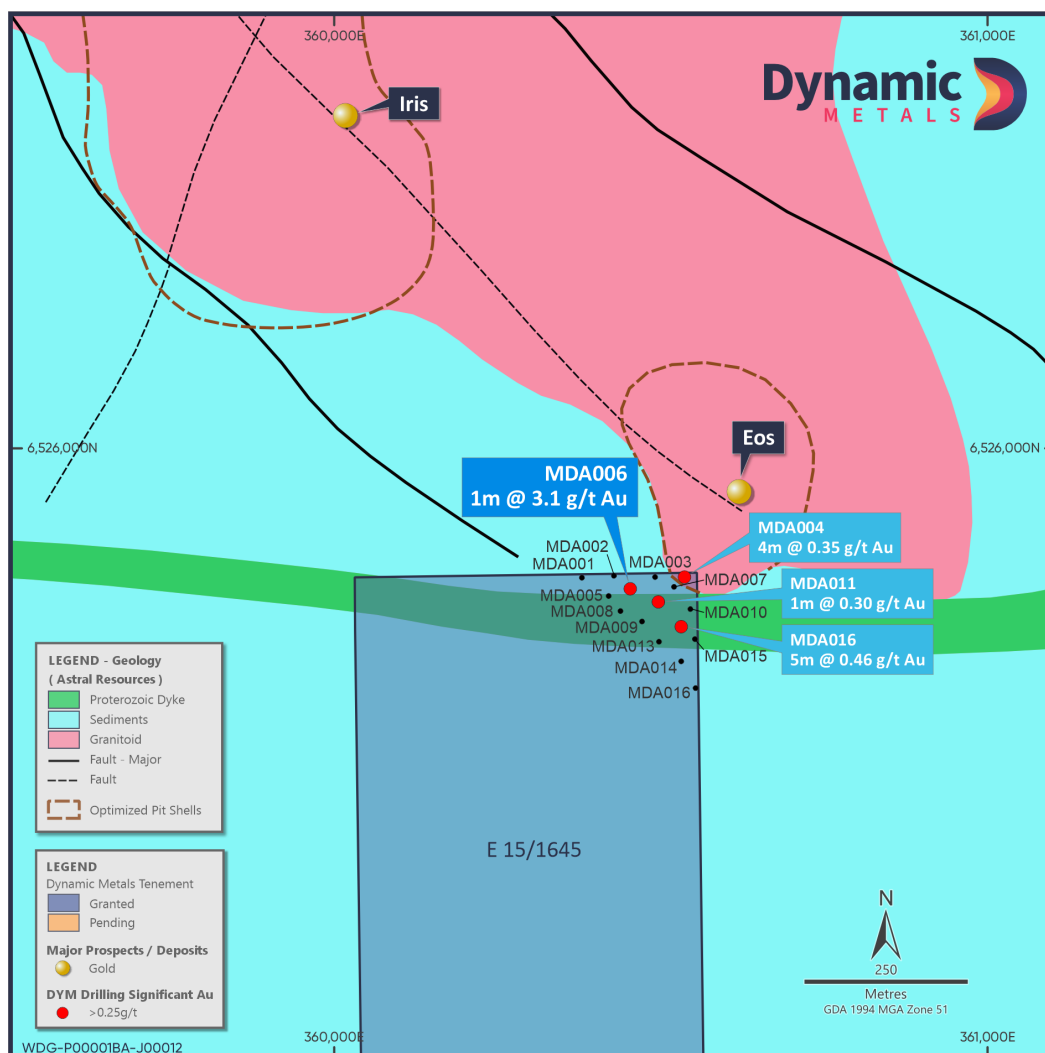 360,000E
361,000E
Dynamic
METALS
Iris
6,526,000N
6,526,000N
Eos
MDA006
1m @ 3.1 g/t Au
MDA004
4m @ 0.35 g/t Au
MDA002
MDA001
MDA003
MDA007
MDA011
1m @ 0.30 g/t Au
MDA005
MDA008
MDA010
MDA009
MDA013
MDA016
5m @ 0.46 g/t Au
MDA015
MDA014
MDA016
LEGEND - Geology
( Astral Resources )
Proterozoic Dyke
Sediments
Granitoid
Fault - Major
Fault
Optimized Pit Shells
E 15/1645
LEGEND
Dynamic Metals Tenement
Granted
Pending
Major Prospects / Deposits
Gold
DYM Drilling Significant Au
>0.25g/t
N
250
Metres
GDA 1994 MGA Zone 51
360,000E
361,000E
WDG-P00001BA-J00012